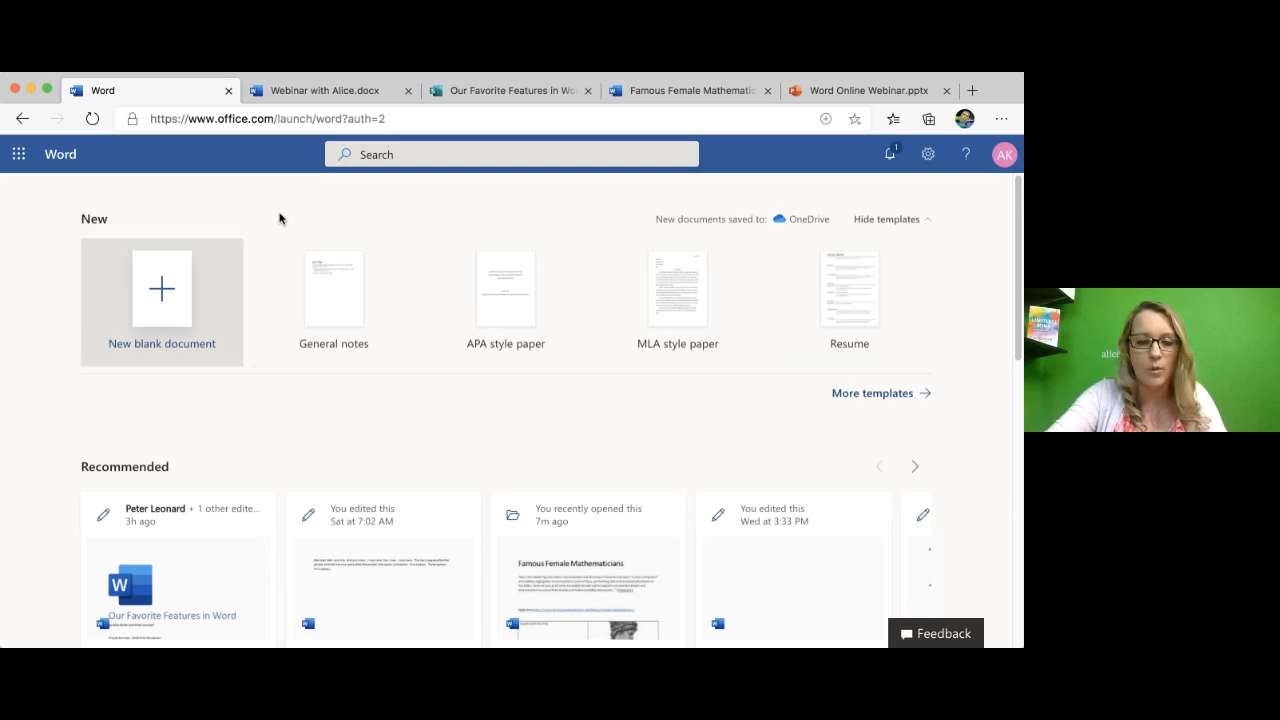 Word
Webinar with Alice.docx
Our Favorite Features in Wo
Famous Female Mathematic
Word Online Webinar.pptx
https://www.office.com/launch/word?auth=2
Word
Search
1
AK
New
New documents saved to: OneDrive
Hide templates
New blank document
General notes
APA style paper
MLA style paper
Resume
More templates
Recommended
Peter Leonard + 1 other edite...
3h ago
You edited this
Sat at 7:02 AM
You recently opened this
7m ago
You edited this
Wed at 3:33 PM
Famous Female Mathematicians
W
Our Favorite Features in Word
Feedback
LIMITLESS
MIND